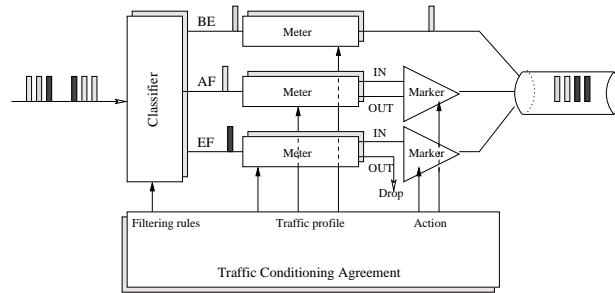 BE
Meter
Classifier
AF
Meter
IN
OUT
Marker
EF
Meter
IN
OUT
Marker
Drop
Filtering rules
Traffic profile
Action
Traffic Conditioning Agreement